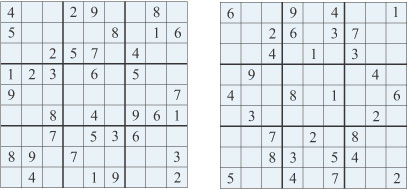 4 2 9 8
5 8 1 6
2 5 7 4
1 2 3 6 5
9 7
8 4 9 6 1
7 5 3 6
8 9 7 3
4 1 9 2
6 9 4 1
2 6 3 7
4 1 3
9 4
4 8 1 6
3 2
7 2 8
8 3 5 4
5 4 7 2